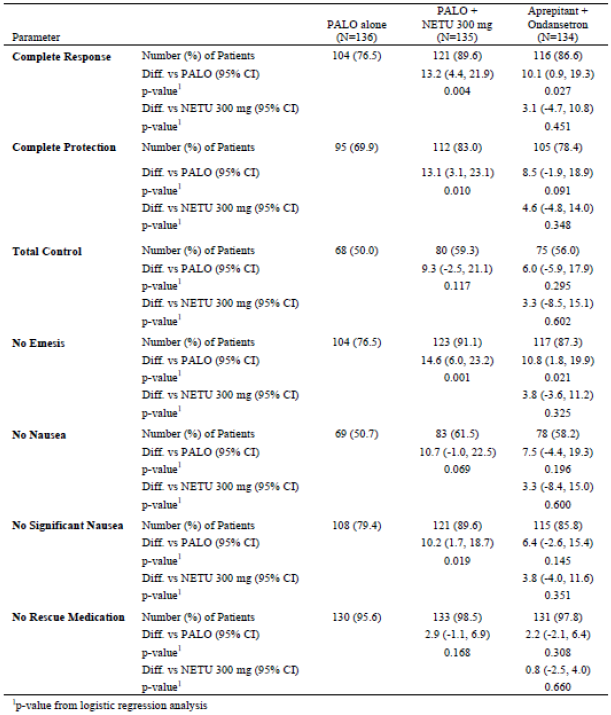 Parameter PALO alone (N=136) PALO + NETU 300 mg (N=135) Aprepitant + Ondansetron (N=134)
Complete Response Number (%) of Patients 104 (76.5) 121 (89.6) 116 (86.6)
Diff. vs PALO (95% CI) 13.2 (4.4, 21.9) 10.1 (0.9, 19.3)
p-value1 0.004 0.027
Diff. vs NETU 300 mg (95% CI) 3.1 (-4.7, 10.8)
p-value1 0.451
Complete Protection Number (%) of Patients 95 (69.9) 112 (83.0) 105 (78.4)
Diff. vs PALO (95% CI) 13.1 (3.1, 23.1) 8.5 (-1.9, 18.9)
p-value1 0.010 0.091
Diff. vs NETU 300 mg (95% CI) 4.6 (-4.8, 14.0)
p-value1 0.348
Total Control Number (%) of Patients 68 (50.0) 80 (59.3) 75 (56.0)
Diff. vs PALO (95% CI) 9.3 (-2.5, 21.1) 6.0 (-5.9, 17.9)
p-value1 0.117 0.295
Diff. vs NETU 300 mg (95% CI) 3.3 (-8.5, 15.1)
p-value1 0.602
No Emesis Number (%) of Patients 104 (76.5) 123 (91.1) 117 (87.3)
Diff. vs PALO (95% CI) 14.6 (6.0, 23.2) 10.8 (1.8, 19.9)
p-value1 0.001 0.021
Diff. vs NETU 300 mg (95% CI) 3.8 (-3.6, 11.2)
p-value1 0.325
No Nausea Number (%) of Patients 69 (50.7) 83 (61.5) 78 (58.2)
Diff. vs PALO (95% CI) 10.7 (-1.0, 22.5) 7.5 (-4.4, 19.3)
p-value1 0.069 0.196
Diff. vs NETU 300 mg (95% CI) 3.3 (-8.4, 15.0)
p-value1 0.600
No Significant Nausea Number (%) of Patients 108 (79.4) 121 (89.6) 115 (85.8)
Diff. vs PALO (95% CI) 10.2 (1.7, 18.7) 6.4 (-2.6, 15.4)
p-value1 0.019 0.145
Diff. vs NETU 300 mg (95% CI) 3.8 (-4.0, 11.6)
p-value1 0.351
No Rescue Medication Number (%) of Patients 130 (95.6) 133 (98.5) 131 (97.8)
Diff. vs PALO (95% CI) 2.9 (-1.1, 6.9) 2.2 (-2.1, 6.4)
p-value1 0.168 0.308
Diff. vs NETU 300 mg (95% CI) 0.8 (-2.5, 4.0)
p-value1 0.660
1p-value from logistic regression analysis